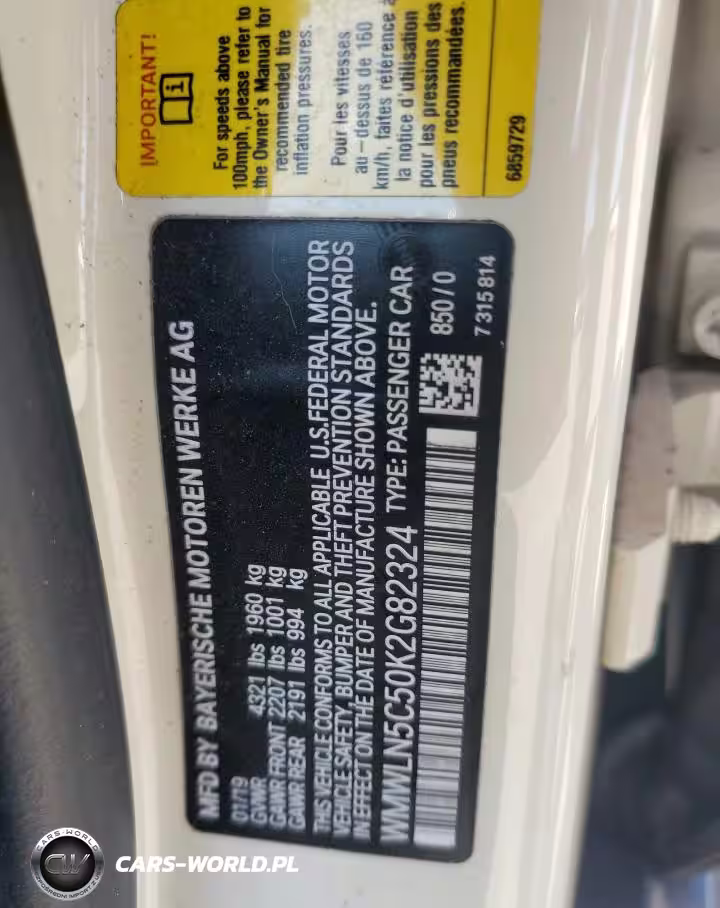 IMPORTANT!
i
For speeds above
100mph, please refer to
the Owner's Manual for
recommended tire
inflation pressures.
Pour les vitesses
au-dessus de 160
km/h, faites référence à
la notice d'utilisation
pour les pressions des
pneus recommandées.
6859729
MFD BY BAYERISCHE MOTOREN WERKE AG
01/19
GVWR 4321 lbs 1960 kg
GAWR FRONT 2207 lbs 1001 kg
GAWR REAR 2191 lbs 994 kg
THIS VEHICLE CONFORMS TO ALL APPLICABLE U.S.FEDERAL MOTOR
VEHICLE SAFETY, BUMPER AND THEFT PREVENTION STANDARDS
IN EFFECT ON THE DATE OF MANUFACTURE SHOWN ABOVE.
WMWLN5C50K2G82324 TYPE: PASSENGER CAR
850 / 0
7 315 814
CARS-WORLD
CW
CARS-WORLD.PL